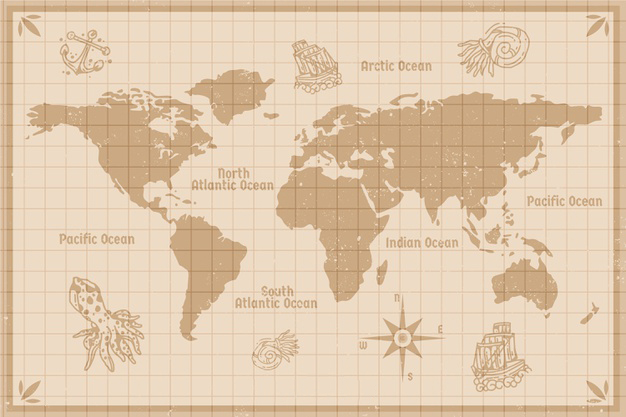 Arctic Ocean
North
Atlantic Ocean
Pacific Ocean
Pacific Ocean
Indian Ocean
South
Atlantic Ocean
N
W
E
S